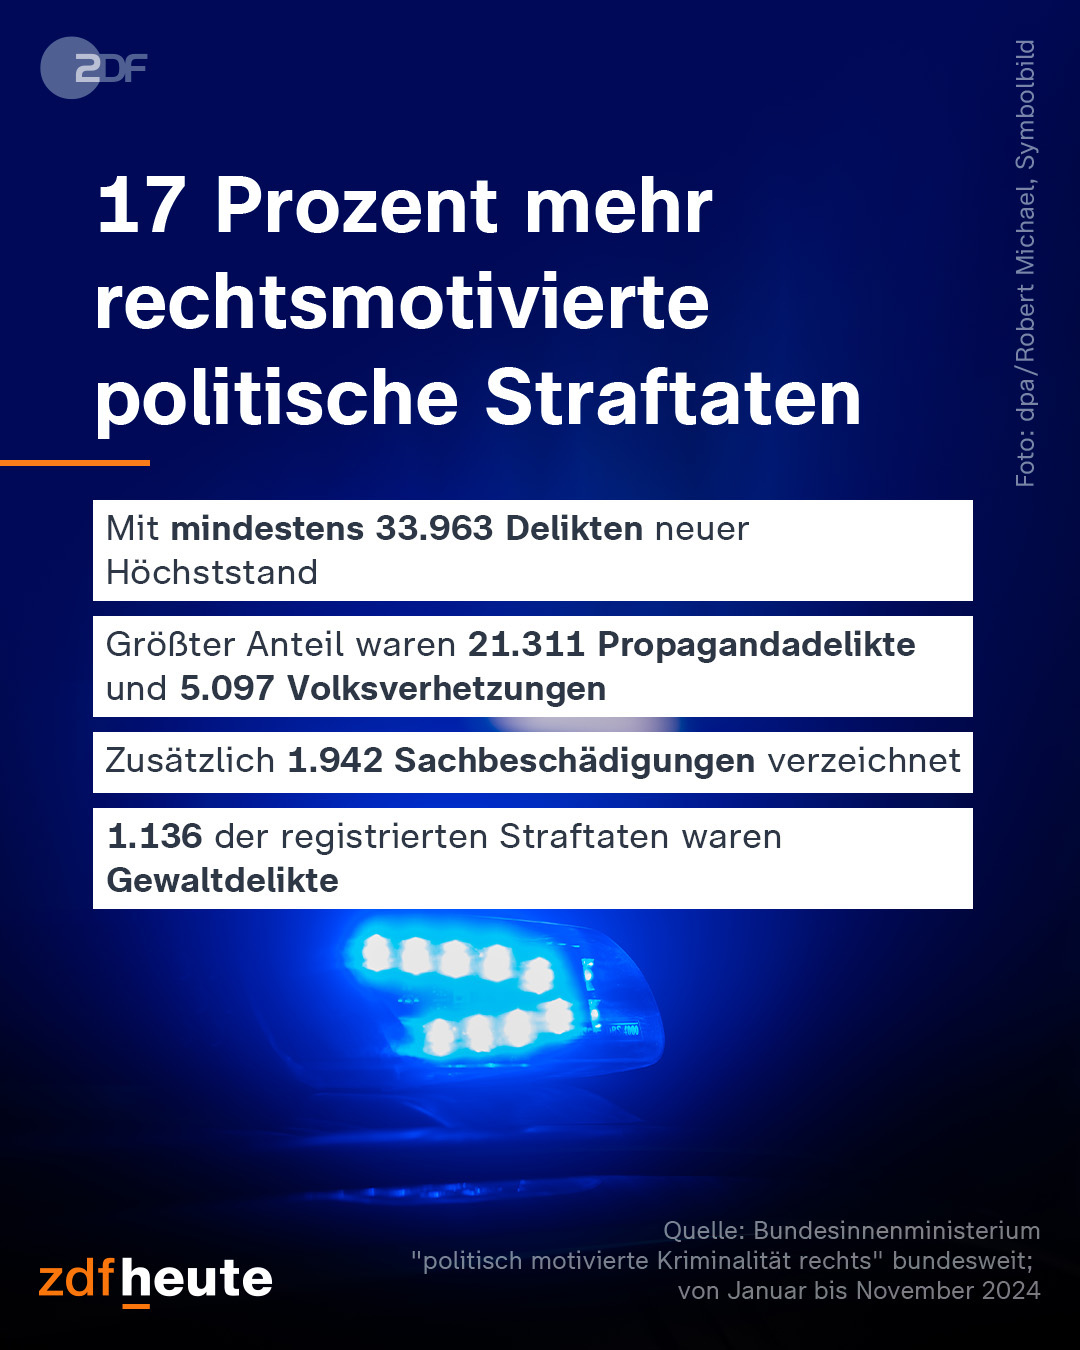 ZDF
Foto: dpa/Robert Michael, Symbolbild
17 Prozent mehr
rechtsmotivierte
politische Straftaten
Mit mindestens 33.963 Delikten neuer
Höchststand
Größter Anteil waren 21.311 Propagandadelikte
und 5.097 Volksverhetzungen
Zusätzlich 1.942 Sachbeschädigungen verzeichnet
1.136 der registrierten Straftaten waren
Gewaltdelikte
Quelle: Bundesinnenministerium
"politisch motivierte Kriminalität rechts" bundesweit;
von Januar bis November 2024
zdfheute